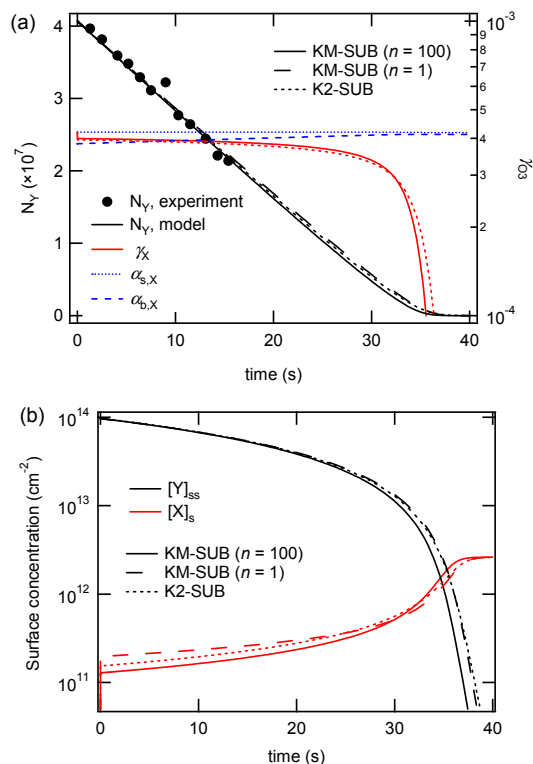 (a)
4
3
2
1
0
N_Y (×10^7)
10^-3
9
8
7
6
5
4
3
2
10^-4
γ_O3
KM-SUB (n = 100)
KM-SUB (n = 1)
K2-SUB
N_Y, experiment
N_Y, model
γ_X
α_s,X
α_b,X
0 10 20 30 40
time (s)
(b)
10^14
10^13
10^12
10^11
Surface concentration (cm^-2)
[Y]_ss
[X]_s
KM-SUB (n = 100)
KM-SUB (n = 1)
K2-SUB
0 10 20 30 40
time (s)